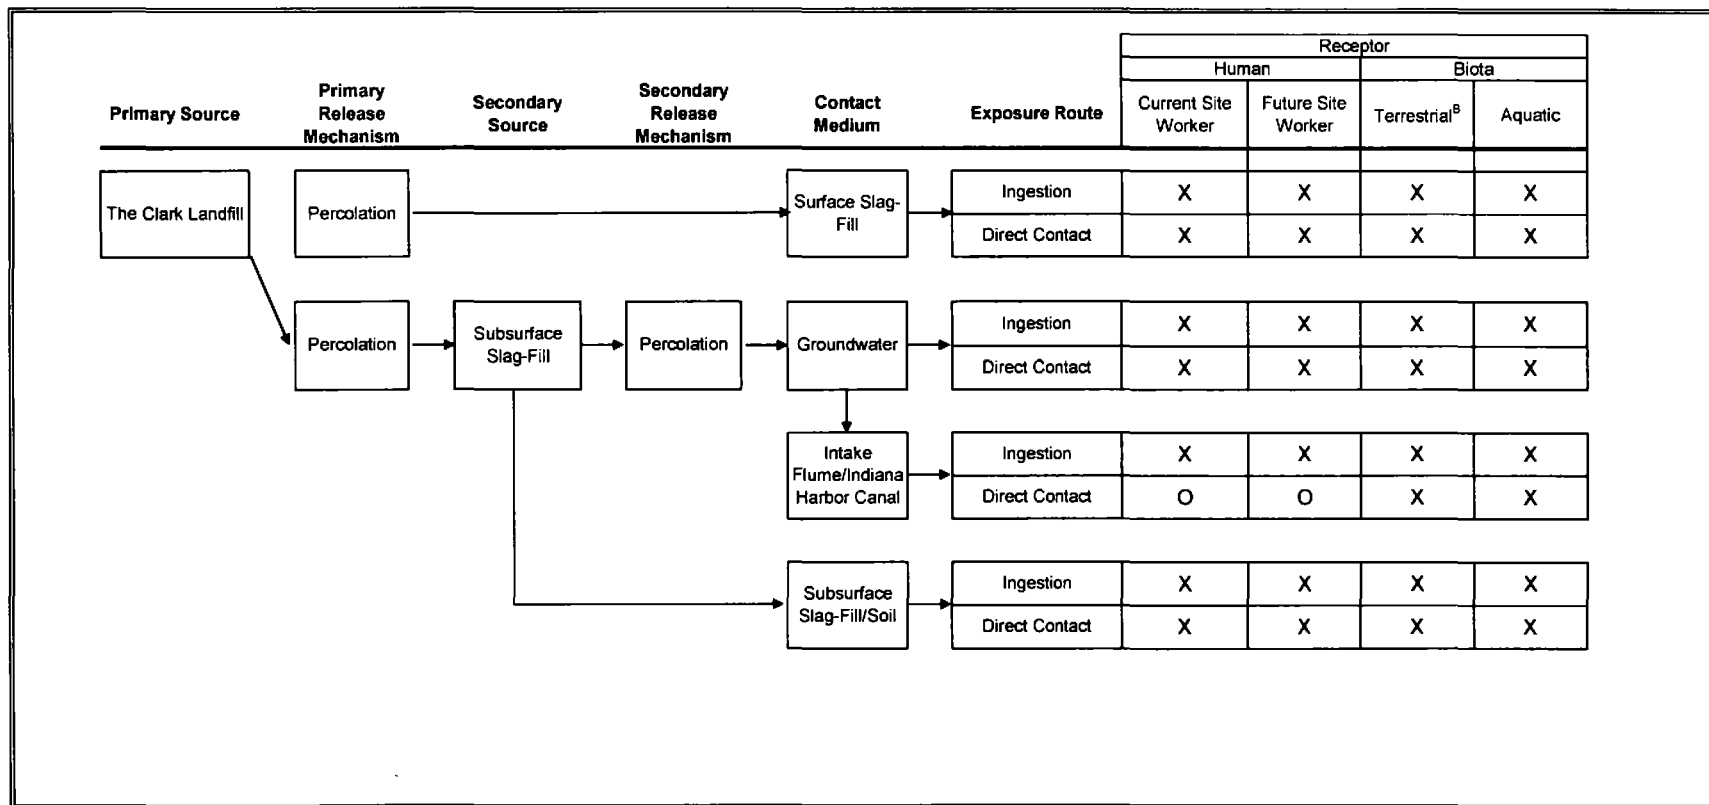 Receptor
Human Biota
Primary Source Primary Release Mechanism Secondary Source Secondary Release Mechanism Contact Medium Exposure Route Current Site Worker Future Site Worker Terrestrial^B Aquatic
The Clark Landfill Percolation Surface Slag-Fill Ingestion X X X X
Direct Contact X X X X
Percolation Subsurface Slag-Fill Percolation Groundwater Ingestion X X X X
Direct Contact X X X X
Intake Flume/Indiana Harbor Canal Ingestion X X X X
Direct Contact O O X X
Subsurface Slag-Fill/Soil Ingestion X X X X
Direct Contact X X X X